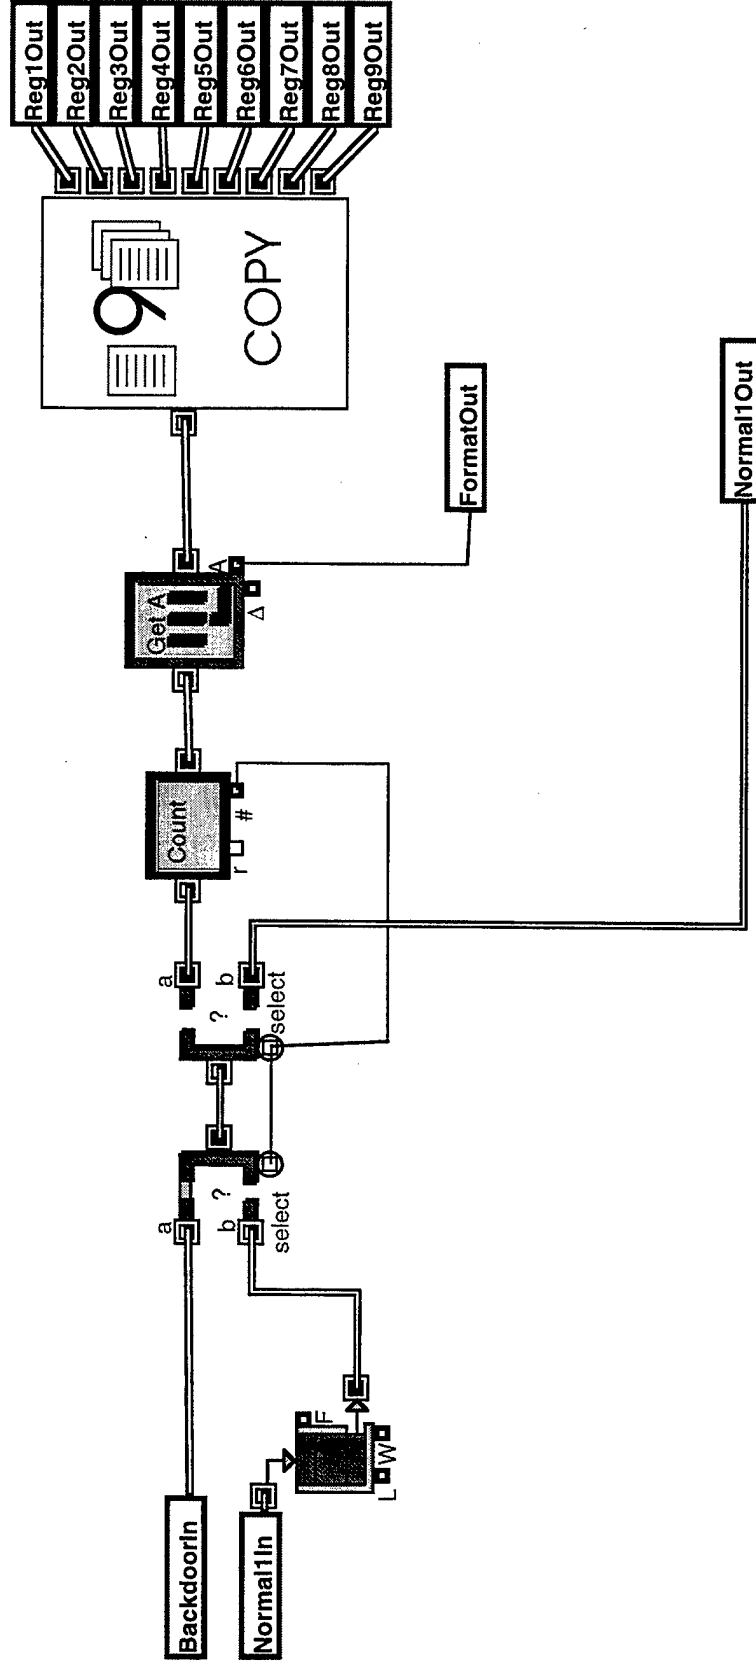 Reg1Out
Reg2Out
Reg3Out
Reg4Out
Reg5Out
Reg6Out
Reg7Out
Reg8Out
Reg9Out
9
COPY
Get A
A
Δ
FormatOut
Count
r
#
a
?
b
select
a
?
b
select
Normal1Out
BackdoorIn
Normal1In
F
L
W